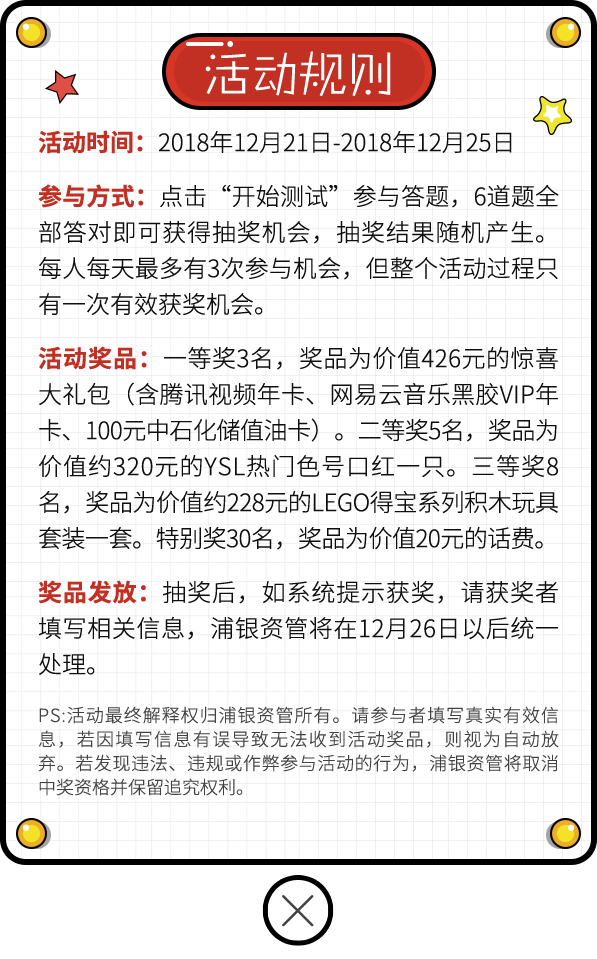 活动规则
活动时间：2018年12月21日-2018年12月25日
参与方式：点击“开始测试”参与答题，6道题全
部答对即可获得抽奖机会，抽奖结果随机产生。
每人每天最多有3次参与机会，但整个活动过程只
有一次有效获奖机会。
活动奖品：一等奖3名，奖品为价值426元的惊喜
大礼包（含腾讯视频年卡、网易云音乐黑胶VIP年
卡、100元中石化储值油卡）。二等奖5名，奖品为
价值约320元的YSL热门色号口红一只。三等奖8
名，奖品为价值约228元的LEGO得宝系列积木玩具
套装一套。特别奖30名，奖品为价值20元的话费。
奖品发放：抽奖后，如系统提示获奖，请获奖者
填写相关信息，浦银资管将在12月26日以后统一
处理。
PS:活动最终解释权归浦银资管所有。请参与者填写真实有效信
息，若因填写信息有误导致无法收到活动奖品，则视为自动放
弃。若发现违法、违规或作弊参与活动的行为，浦银资管将取消
中奖资格并保留追究权利。